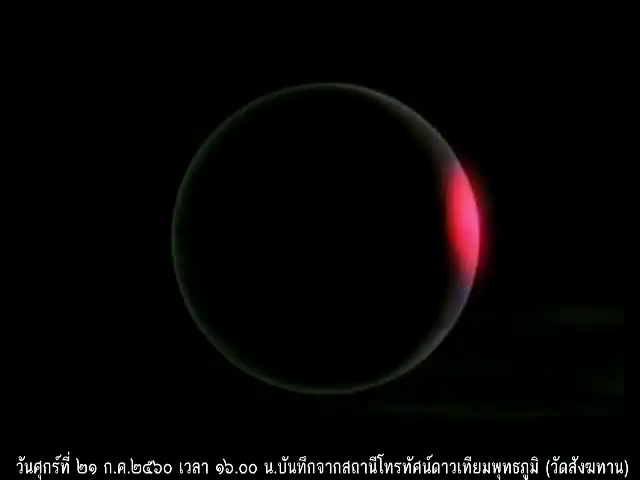 วันศุกร์ที่ ๒๑ ก.ค.๒๕๖๐ เวลา ๑๖.๐๐ น.บันทึกจากสถานีโทรทัศน์ดาวเทียมพุทธภูมิ (วัดสังฆทาน)